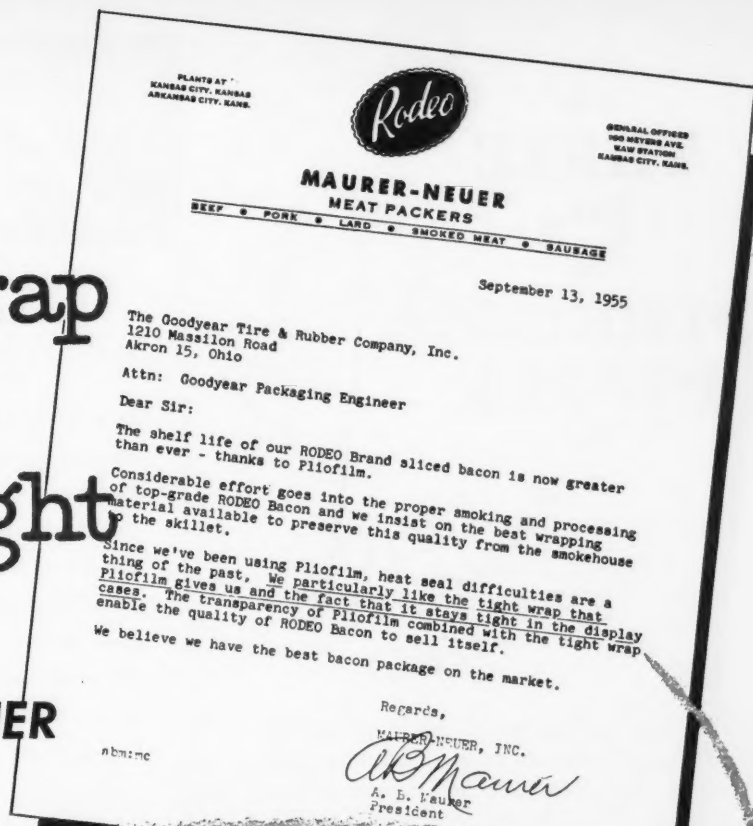 PLANTS AT
KANSAS CITY, KANSAS
ARKANSAS CITY, KANS.
Rodeo
GENERAL OFFICES
MEYERS AVE.
KAW STATION
KANSAS CITY, KANS.
MAURER-NEUER
MEAT PACKERS
BEEF • PORK • LARD • SMOKED MEAT • SAUSAGE
September 13, 1955
rap
The Goodyear Tire & Rubber Company, Inc.
1210 Massilon Road
Akron 15, Ohio
Attn: Goodyear Packaging Engineer
Dear Sir:
The shelf life of our RODEO Brand sliced bacon is now greater
than ever - thanks to Pliofilm.
Considerable effort goes into the proper smoking and processing
of top-grade RODEO Bacon and we insist on the best wrapping
material available to preserve this quality from the smokehouse
to the skillet.
ght
Since we've been using Pliofilm, heat seal difficulties are a
thing of the past. We particularly like the tight wrap that
Pliofilm gives us and the fact that it stays tight in the display
cases. The transparency of Pliofilm combined with the tight wrap
enable the quality of RODEO Bacon to sell itself.
We believe we have the best bacon package on the market.
Regards,
MAURER-NEUER, INC.
UER
nbm:mc
A B Maurer
A. B. Maurer
President